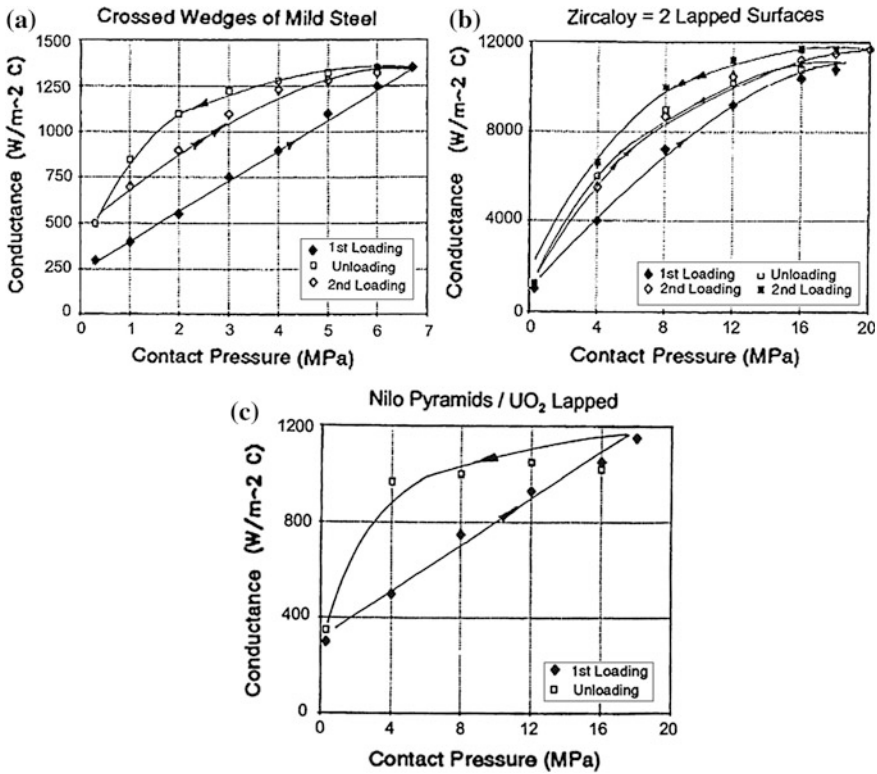 (a) Crossed Wedges of Mild Steel
Conductance (W/m~2 C)
1500
1350
1125
900
750
500
250
0
1 2 3 4 5 6 7
Contact Pressure (MPa)
1st Loading
Unloading
2nd Loading
(b) Zircaloy = 2 Lapped Surfaces
Conductance (W/m~2 C)
12000
8000
4000
0
0 4 8 12 16 20
Contact Pressure (MPa)
1st Loading Unloading
2nd Loading 2nd Loading
(c) Nilo Pyramids / UO₂ Lapped
Conductance (W/m~2 C)
1200
800
400
0
0 4 8 12 16 20
Contact Pressure (MPa)
1st Loading
Unloading